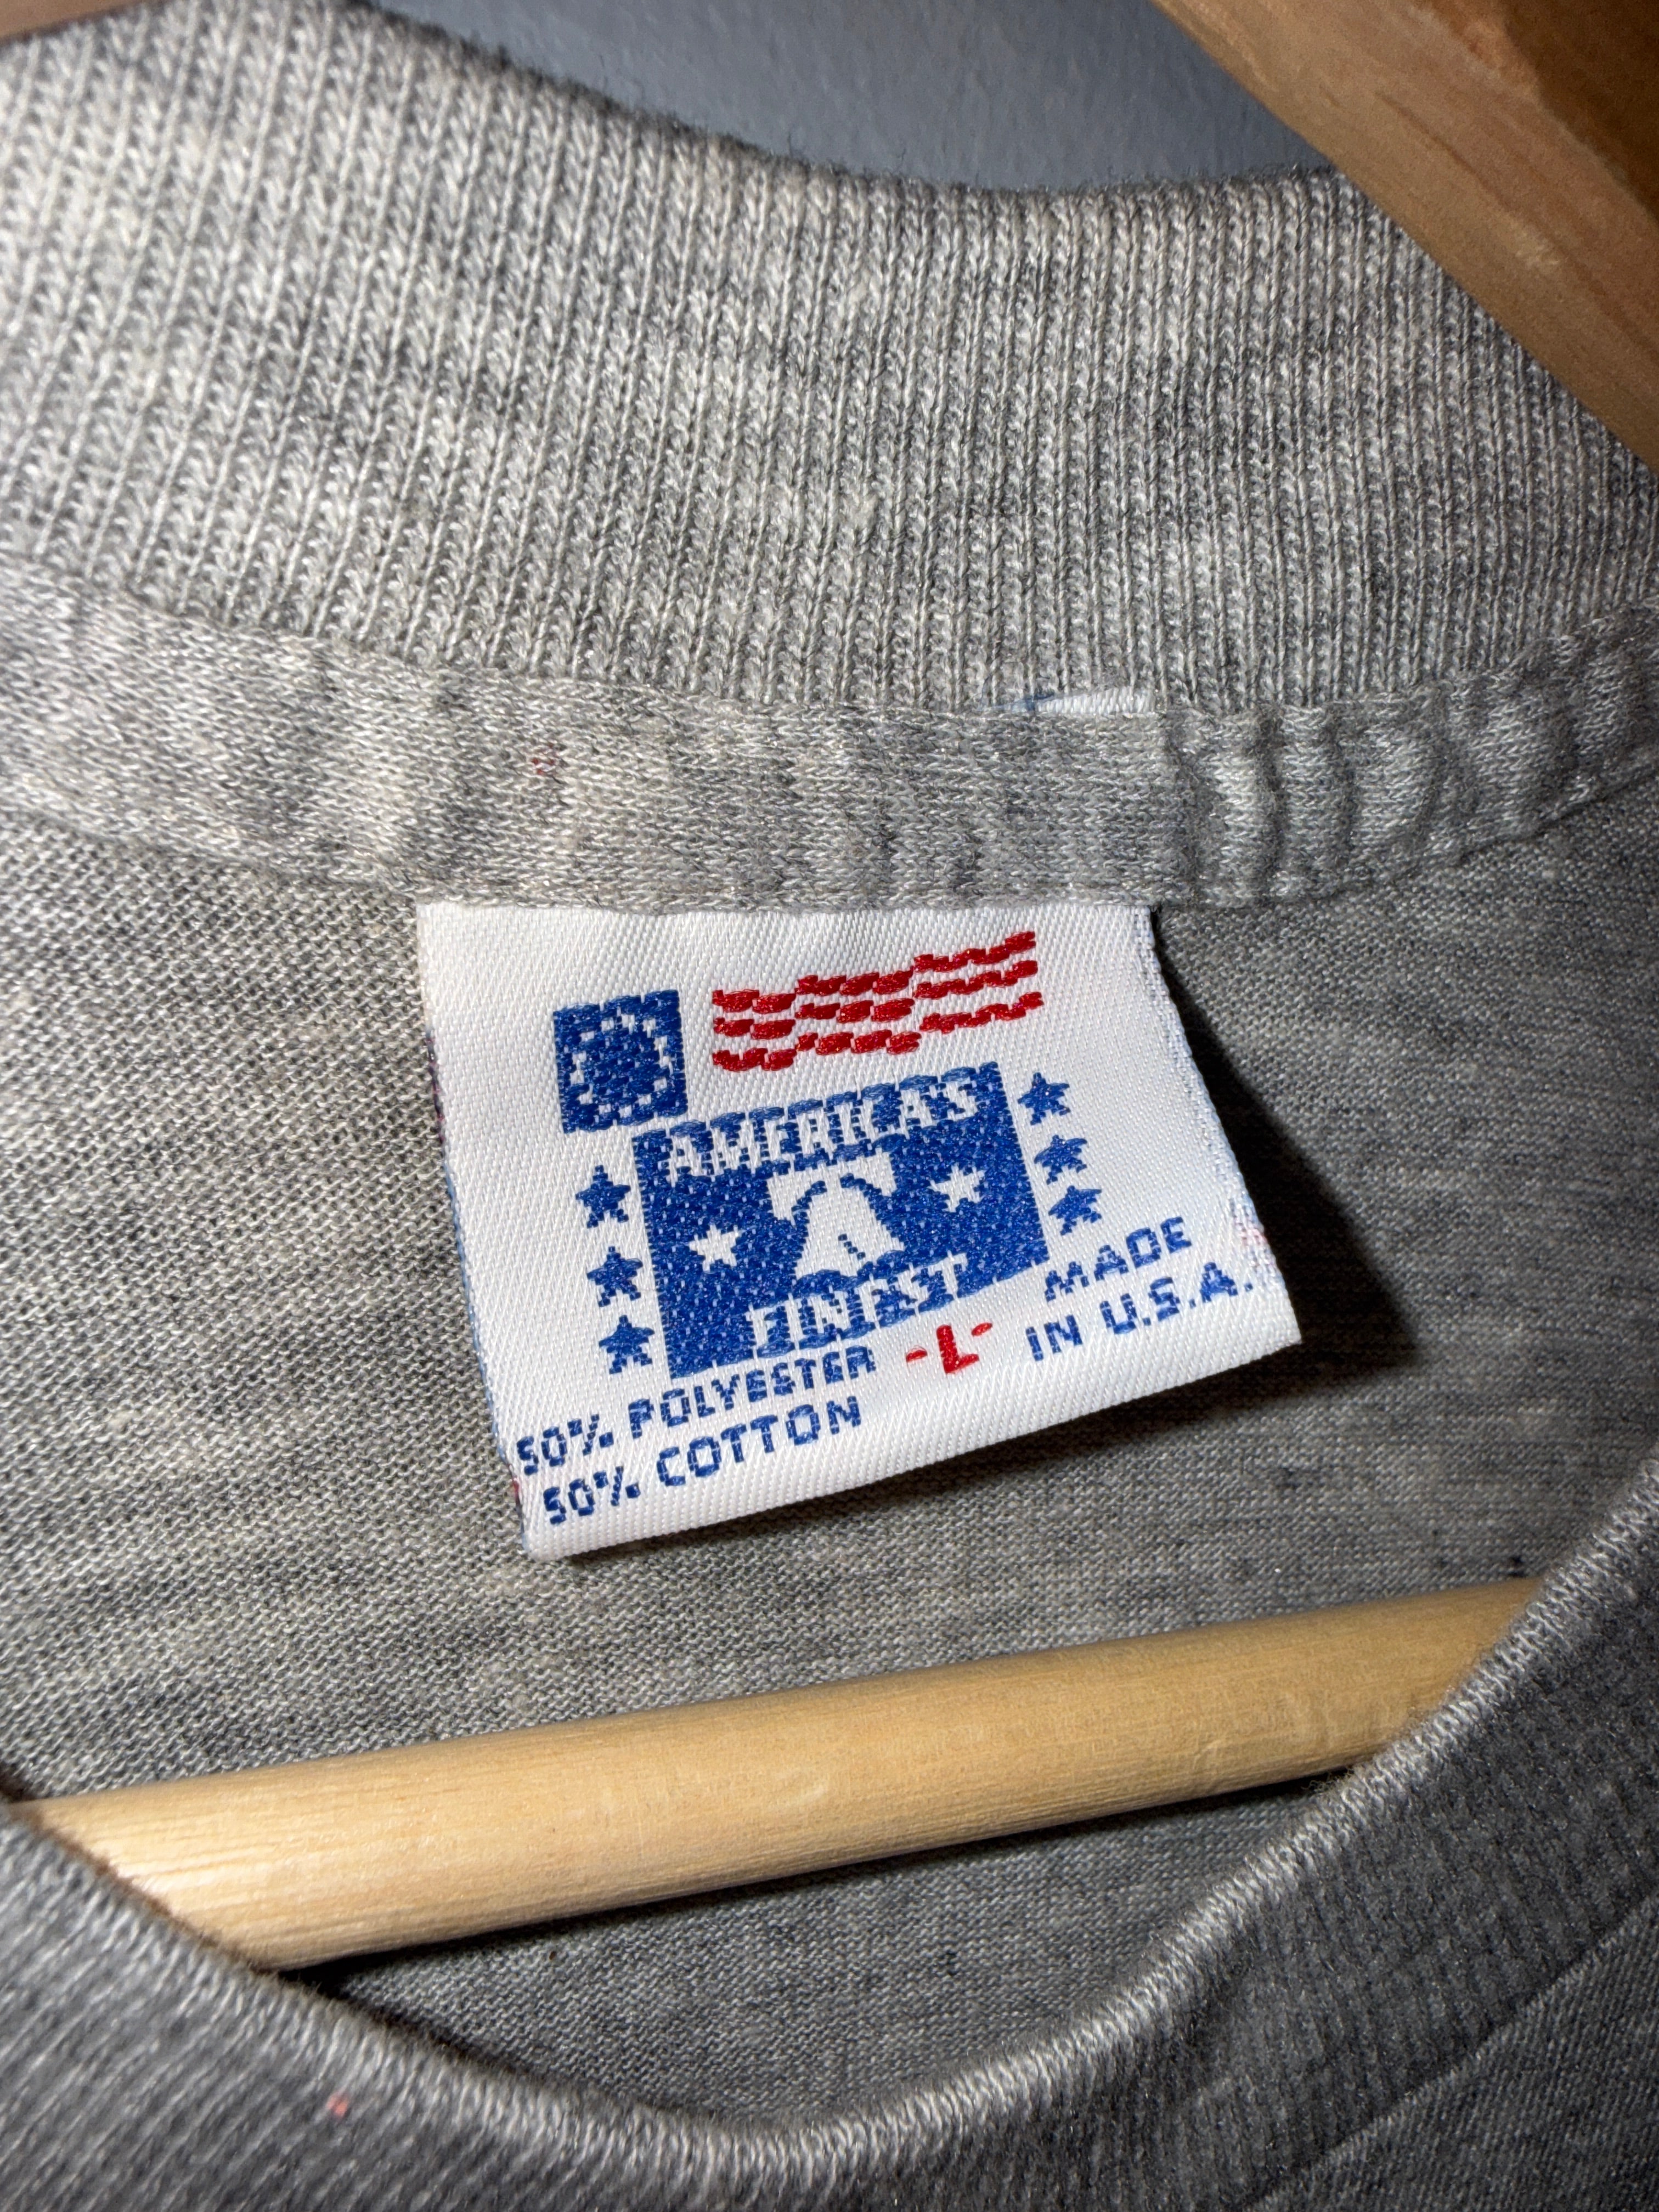 AMERICA'S
FINEST
50% POLYESTER
50% COTTON
-L-
MADE
IN U.S.A.